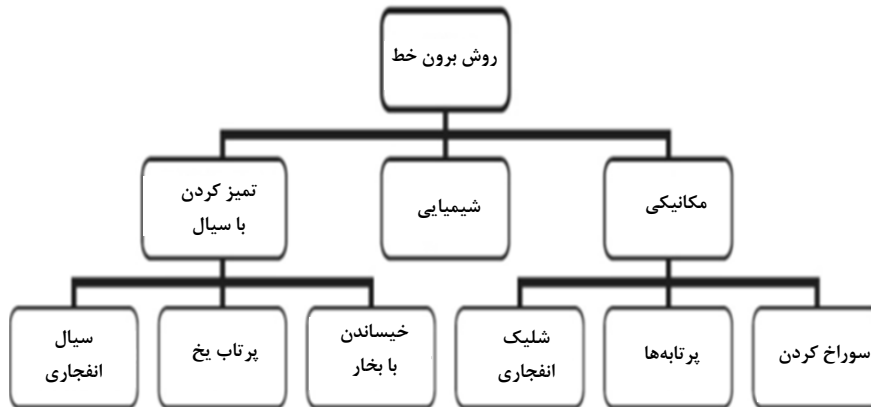 روش برون خط
مکانیکی
شیمیایی
تمیز کردن
با سیال
سوراخ کردن
پرتابه‌ها
شلیک
انفجاری
خیساندن
با بخار
پرتاب یخ
سیال
انفجاری